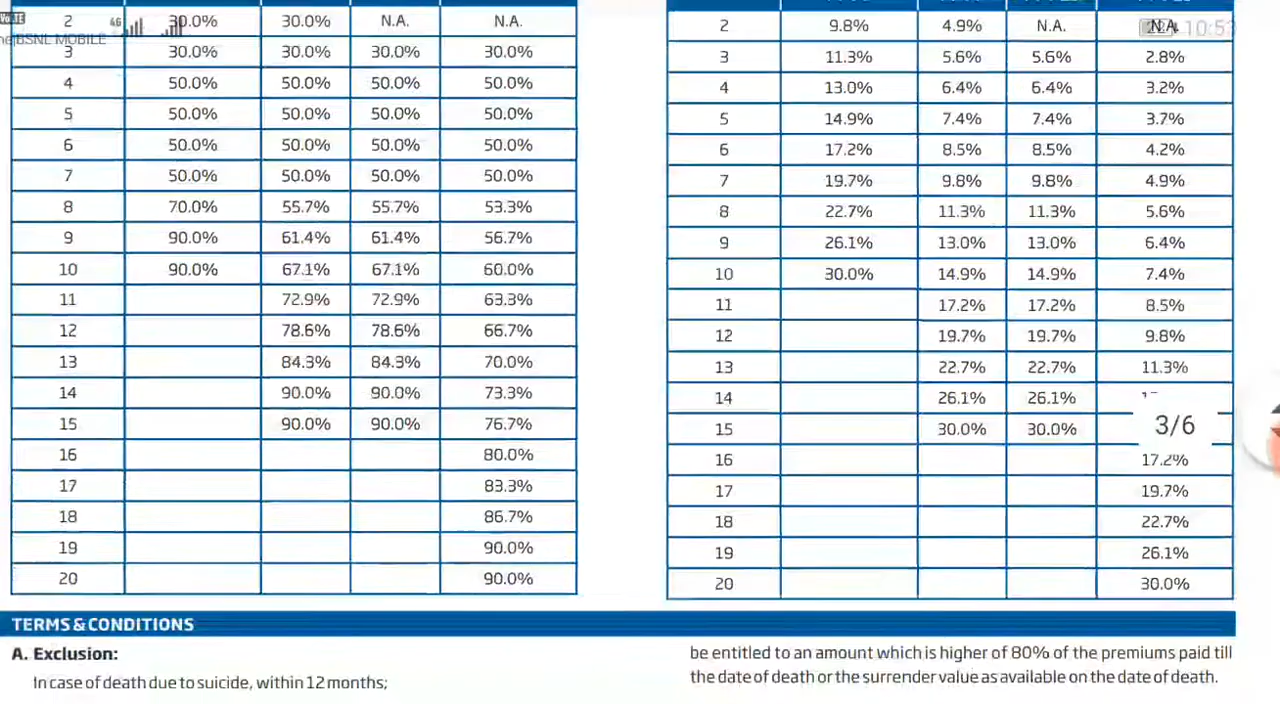 VoLTE
BSNL MOBILE
4G
10:53
2 30.0% 30.0% N.A. N.A.
3 30.0% 30.0% 30.0% 30.0%
4 50.0% 50.0% 50.0% 50.0%
5 50.0% 50.0% 50.0% 50.0%
6 50.0% 50.0% 50.0% 50.0%
7 50.0% 50.0% 50.0% 50.0%
8 70.0% 55.7% 55.7% 53.3%
9 90.0% 61.4% 61.4% 56.7%
10 90.0% 67.1% 67.1% 60.0%
11 72.9% 72.9% 63.3%
12 78.6% 78.6% 66.7%
13 84.3% 84.3% 70.0%
14 90.0% 90.0% 73.3%
15 90.0% 90.0% 76.7%
16 80.0%
17 83.3%
18 86.7%
19 90.0%
20 90.0%
2 9.8% 4.9% N.A. N.A.
3 11.3% 5.6% 5.6% 2.8%
4 13.0% 6.4% 6.4% 3.2%
5 14.9% 7.4% 7.4% 3.7%
6 17.2% 8.5% 8.5% 4.2%
7 19.7% 9.8% 9.8% 4.9%
8 22.7% 11.3% 11.3% 5.6%
9 26.1% 13.0% 13.0% 6.4%
10 30.0% 14.9% 14.9% 7.4%
11 17.2% 17.2% 8.5%
12 19.7% 19.7% 9.8%
13 22.7% 22.7% 11.3%
14 26.1% 26.1%
15 30.0% 30.0%
3/6
16 17.2%
17 19.7%
18 22.7%
19 26.1%
20 30.0%
TERMS & CONDITIONS
A. Exclusion:
In case of death due to suicide, within 12 months;
be entitled to an amount which is higher of 80% of the premiums paid till
the date of death or the surrender value as available on the date of death.